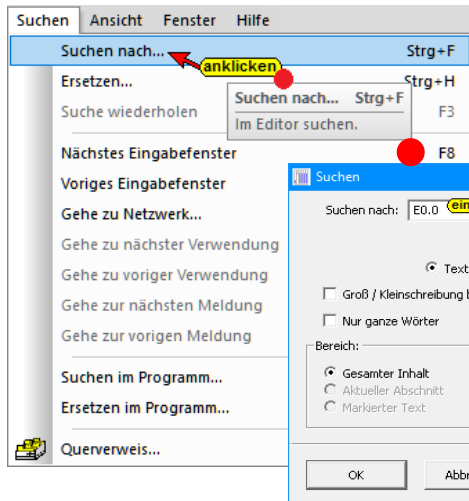 Suchen Ansicht Fenster Hilfe
Suchen nach... Strg+F
anklicken
Ersetzen... Strg+H
Suchen nach... Strg+F
Suche wiederholen F3
Im Editor suchen.
Nächstes Eingabefenster F8
Voriges Eingabefenster
Suchen
Gehe zu Netzwerk...
Suchen nach: E0.0
Gehe zu nächster Verwendung
Text
Gehe zu voriger Verwendung
Groß / Kleinschreibung
Gehe zur nächsten Meldung
Nur ganze Wörter
Gehe zur vorigen Meldung
Bereich:
Gesamter Inhalt
Suchen im Programm...
Aktueller Abschnitt
Ersetzen im Programm...
Markierter Text
Querverweis...
OK Abbr